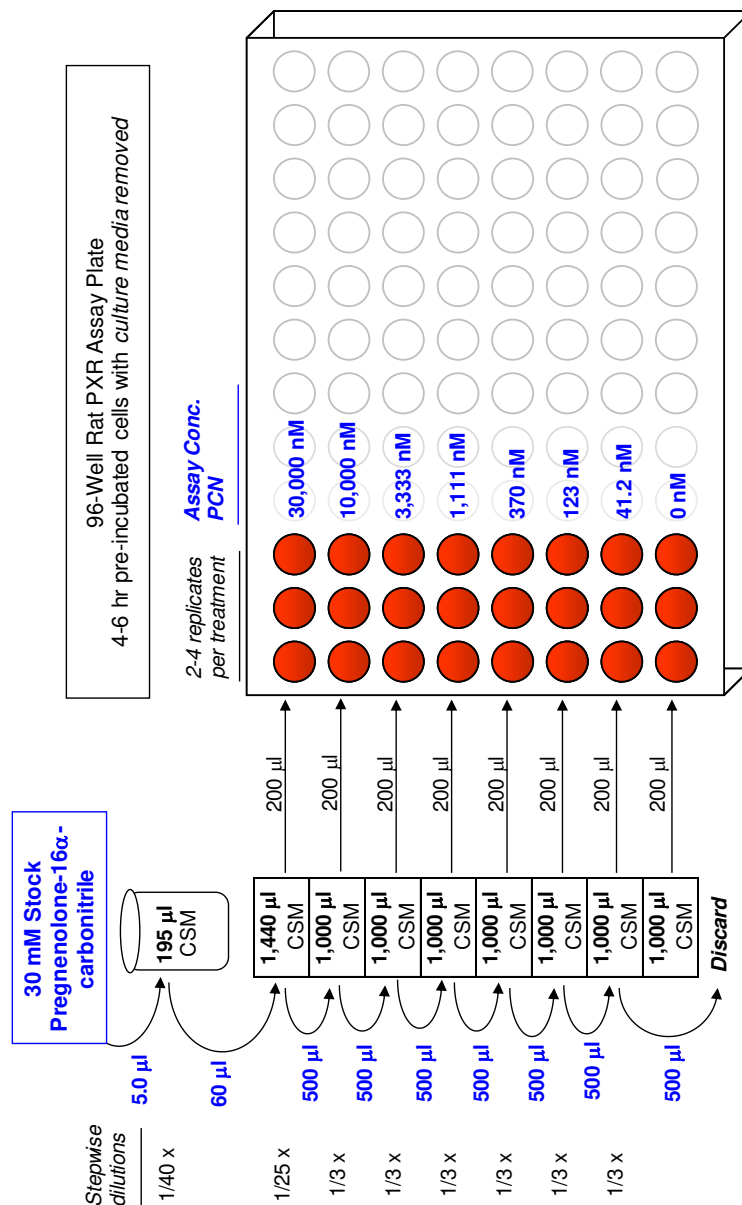 96-Well Rat PXR Assay Plate
4-6 hr pre-incubated cells with culture media removed
30 mM Stock
Pregnenolone-16α-
carbonitrile
2-4 replicates
per treatment
Assay Conc.
PCN
Stepwise
dilutions
1/40 x
5.0 µl
195 µl
CSM
60 µl
1/25 x
1,440 µl
CSM
200 µl
30,000 nM
1/3 x
500 µl
1,000 µl
CSM
200 µl
10,000 nM
1/3 x
500 µl
1,000 µl
CSM
200 µl
3,333 nM
1/3 x
500 µl
1,000 µl
CSM
200 µl
1,111 nM
1/3 x
500 µl
1,000 µl
CSM
200 µl
370 nM
1/3 x
500 µl
1,000 µl
CSM
200 µl
123 nM
1/3 x
500 µl
1,000 µl
CSM
200 µl
41.2 nM
500 µl
1,000 µl
CSM
200 µl
0 nM
Discard